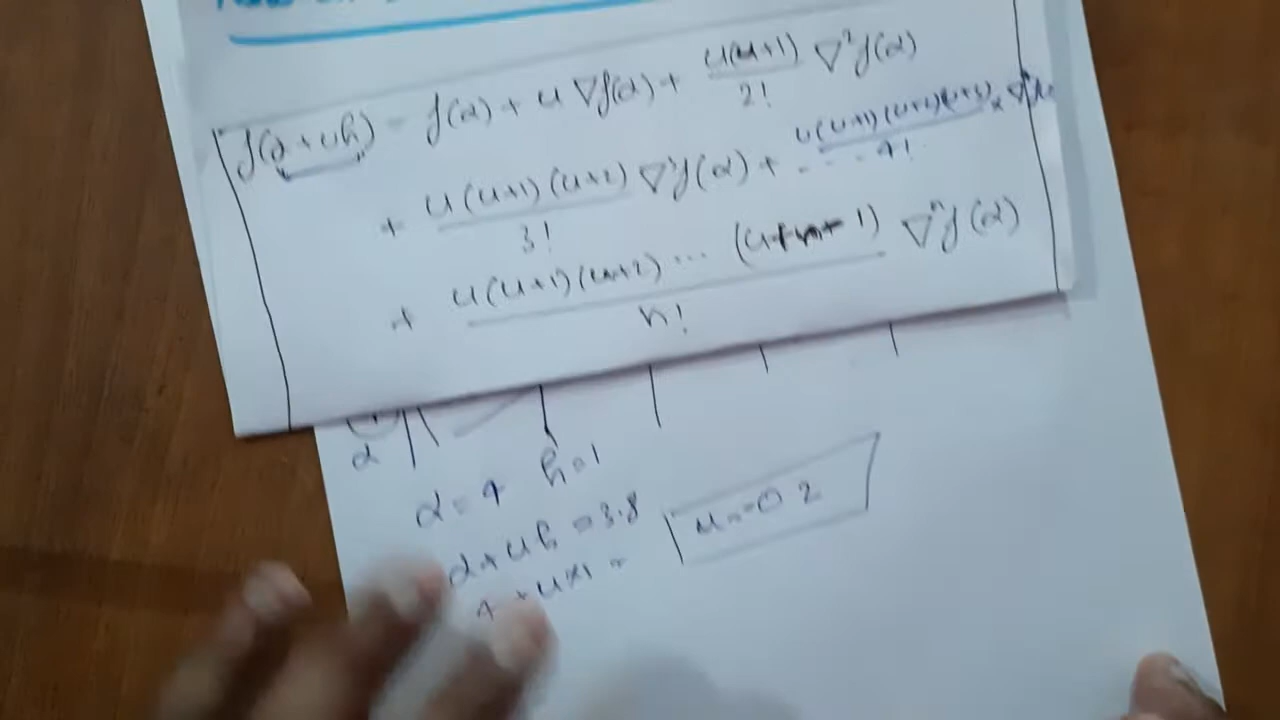 f(α+uh) = f(α) + u ∇f(α) + u(u+1)/2! ∇²f(α)
+ u(u+1)(u+2)/3! ∇³f(α) + ... u(u+1)(u+2)(u+3)/4! ×
+ u(u+1)(u+2) ... (u+n-1)/n! ∇ⁿf(α)
α
α = 4 h=1
α+uh = 3.8
4 + u×1 =
u=-0.2